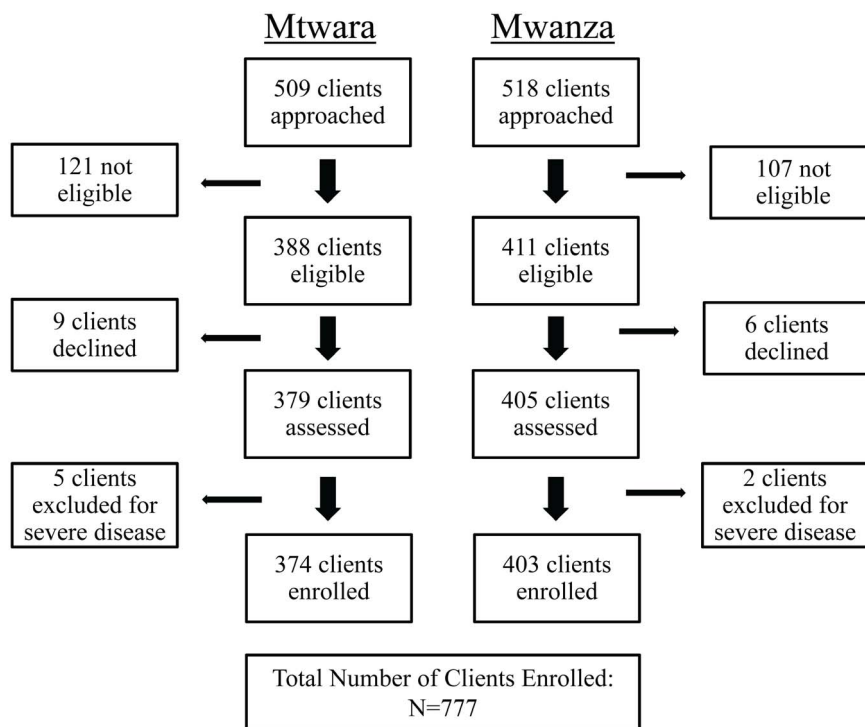 Mtwara
Mwanza
509 clients
approached
518 clients
approached
121 not
eligible
107 not
eligible
388 clients
eligible
411 clients
eligible
9 clients
declined
6 clients
declined
379 clients
assessed
405 clients
assessed
5 clients
excluded for
severe disease
2 clients
excluded for
severe disease
374 clients
enrolled
403 clients
enrolled
Total Number of Clients Enrolled:
N=777